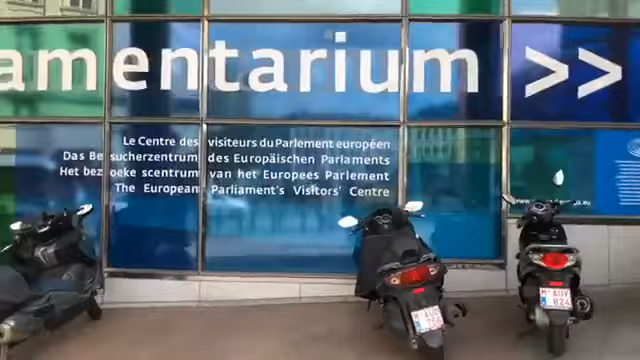 amentarium >>
Le Centre des visiteurs du Parlement européen
Das Besucherzentrum des Europäischen Parlaments
Het bezoekerscentrum van het Europees Parlement
The European Parliament's Visitors' Centre